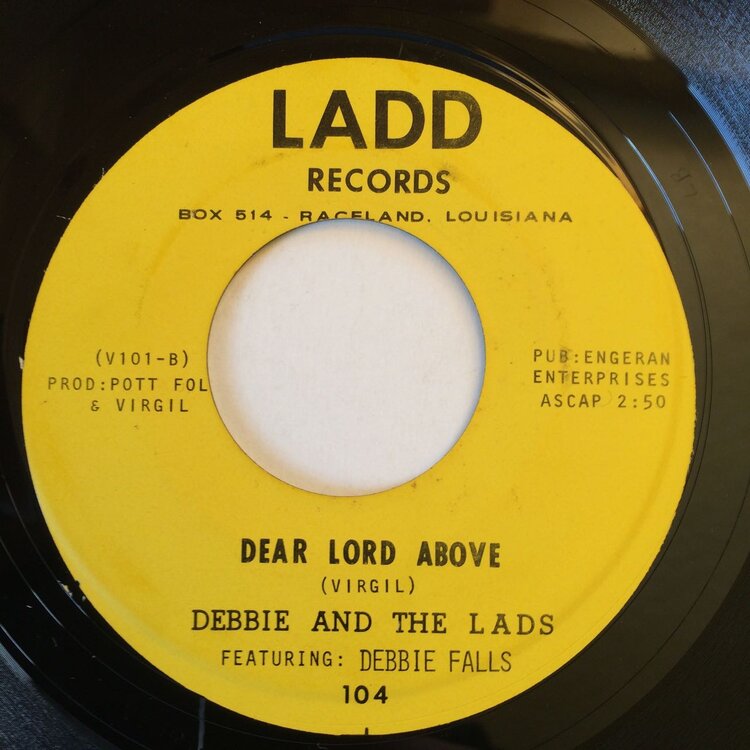 LADD
RECORDS
BOX 514 - RACELAND, LOUISIANA
(V101-B)
PROD:POTT FOL
& VIRGIL
PUB:ENGERAN
ENTERPRISES
ASCAP 2:50
DEAR LORD ABOVE
(VIRGIL)
DEBBIE AND THE LADS
FEATURING: DEBBIE FALLS
104